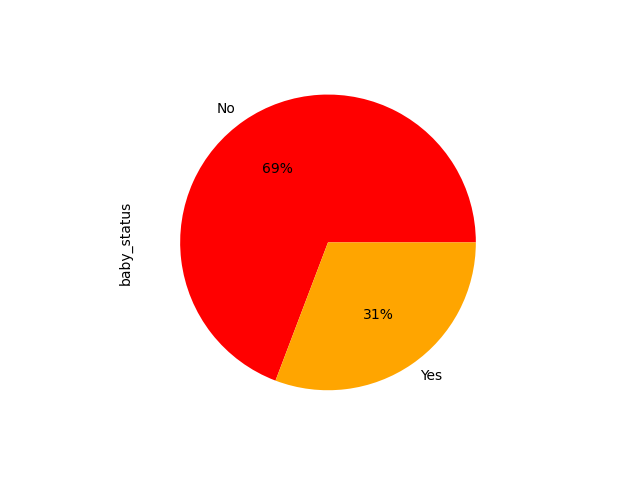 No
69%
baby_status
31%
Yes